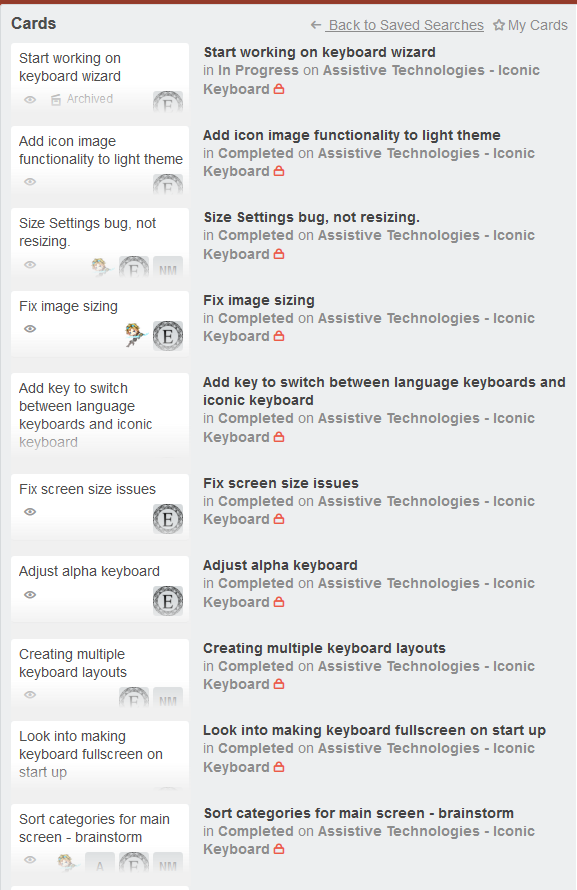 Cards
← Back to Saved Searches
My Cards
Start working on
keyboard wizard
Archived
E
Start working on keyboard wizard
in In Progress on Assistive Technologies - Iconic
Keyboard
Add icon image
functionality to light theme
E
Add icon image functionality to light theme
in Completed on Assistive Technologies - Iconic
Keyboard
Size Settings bug, not
resizing.
E NM
Size Settings bug, not resizing.
in Completed on Assistive Technologies - Iconic
Keyboard
Fix image sizing
E
Fix image sizing
in Completed on Assistive Technologies - Iconic
Keyboard
Add key to switch
between language
keyboards and iconic
keyboard
Add key to switch between language keyboards and
iconic keyboard
in Completed on Assistive Technologies - Iconic
Keyboard
Fix screen size issues
E
Fix screen size issues
in Completed on Assistive Technologies - Iconic
Keyboard
Adjust alpha keyboard
E
Adjust alpha keyboard
in Completed on Assistive Technologies - Iconic
Keyboard
Creating multiple
keyboard layouts
E NM
Creating multiple keyboard layouts
in Completed on Assistive Technologies - Iconic
Keyboard
Look into making
keyboard fullscreen on
start up
Look into making keyboard fullscreen on start up
in Completed on Assistive Technologies - Iconic
Keyboard
Sort categories for main
screen - brainstorm
A E NM
Sort categories for main screen - brainstorm
in Completed on Assistive Technologies - Iconic
Keyboard